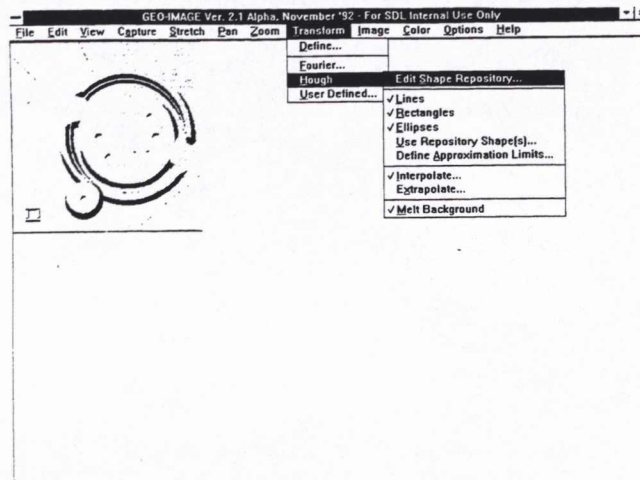 GEO-IMAGE Ver. 2.1 Alpha. November '92 - For SDL Internal Use Only
File Edit View Capture Stretch Pan Zoom Transform Image Color Options Help
Define...
Fourier...
Hough
User Defined...
Edit Shape Repository...
✓Lines
✓Rectangles
✓Ellipses
Use Repository Shape(s)...
Define Approximation Limits...
✓Interpolate...
Extrapolate...
✓Melt Background